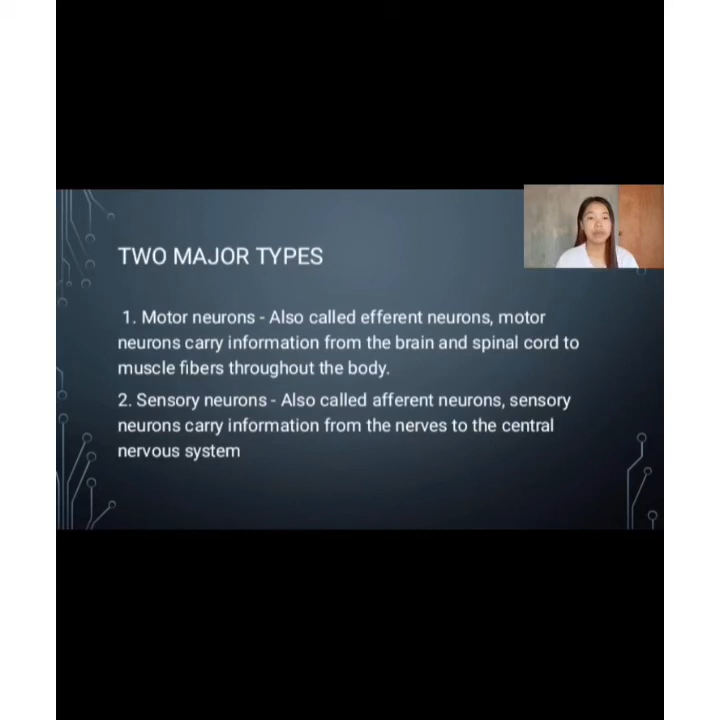 TWO MAJOR TYPES
1. Motor neurons - Also called efferent neurons, motor
neurons carry information from the brain and spinal cord to
muscle fibers throughout the body.
2. Sensory neurons - Also called afferent neurons, sensory
neurons carry information from the nerves to the central
nervous system